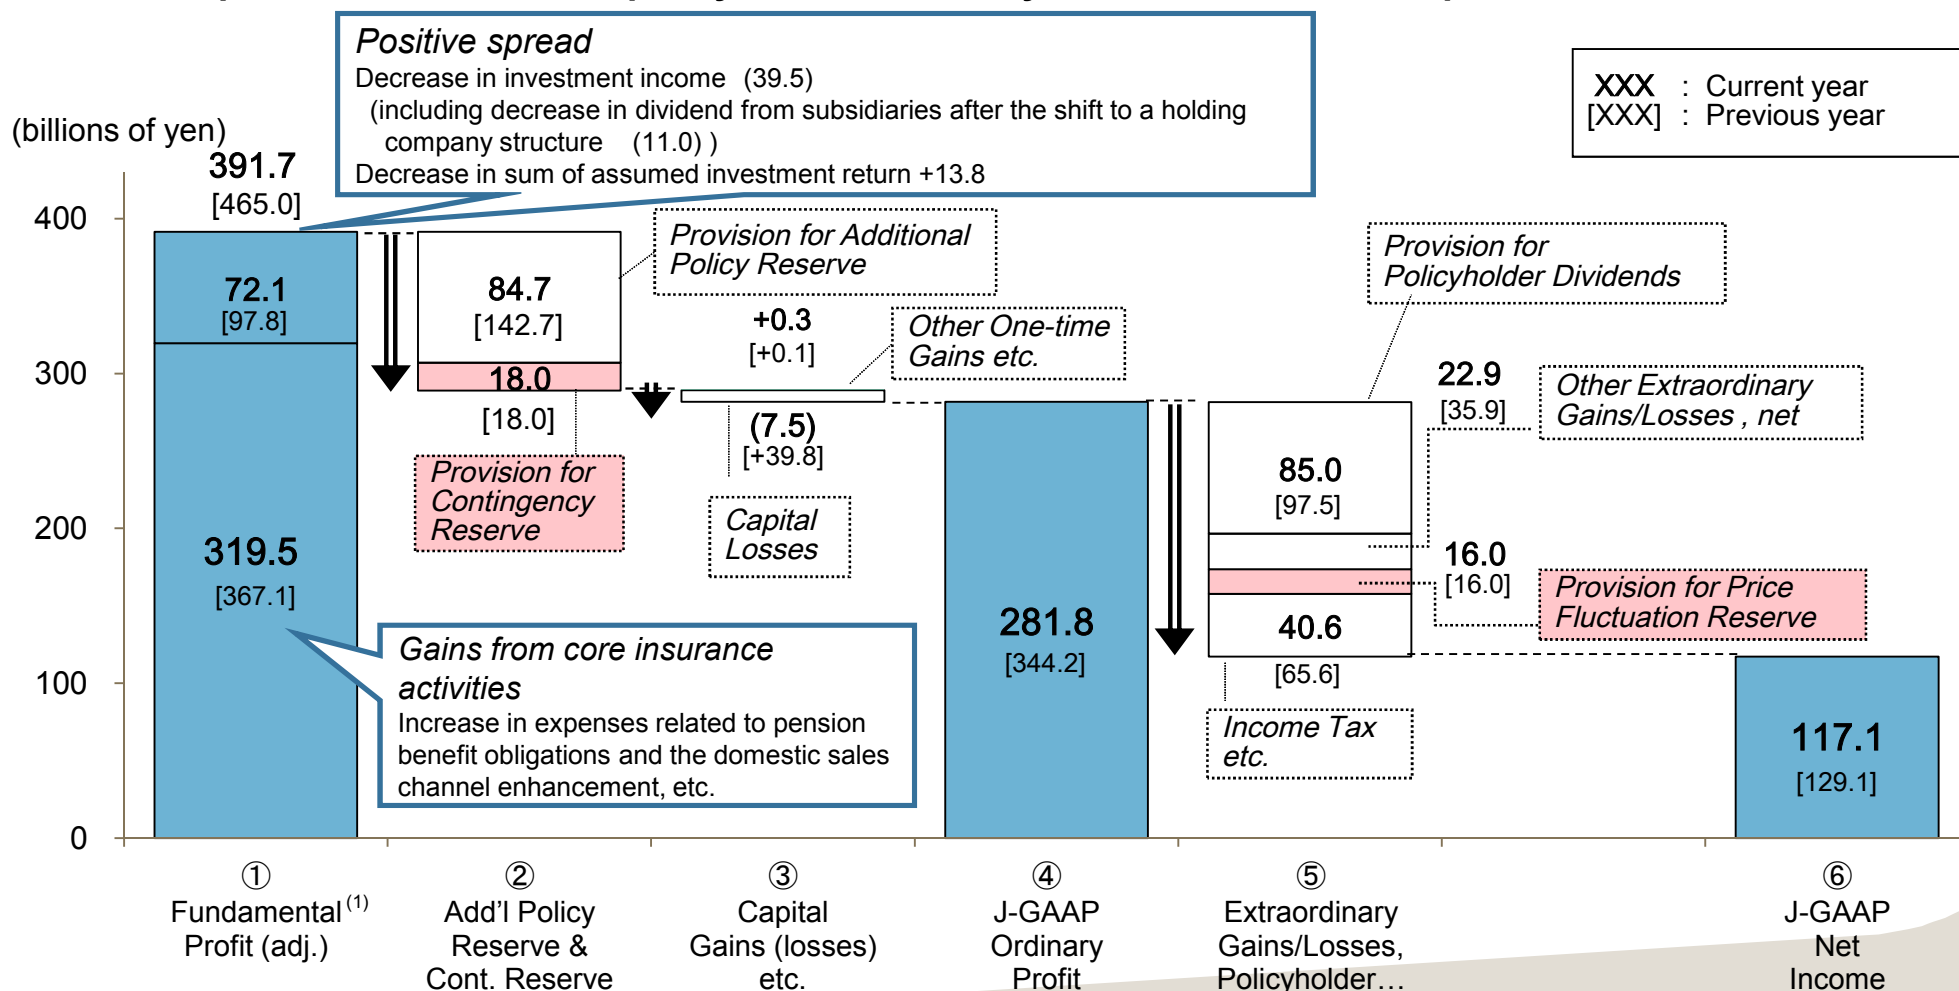 Positive spread
Decrease in investment income (39.5)
(including decrease in dividend from subsidiaries after the shift to a holding
company structure (11.0) )
Decrease in sum of assumed investment return +13.8
XXX : Current year
[XXX] : Previous year
(billions of yen)
391.7
[465.0]
400
300
200
100
0
72.1
[97.8]
319.5
[367.1]
84.7
[142.7]
18.0
[18.0]
Provision for Additional
Policy Reserve
Provision for
Contingency
Reserve
+0.3
[+0.1]
Other One-time
Gains etc.
(7.5)
[+39.8]
Capital
Losses
Gains from core insurance
activities
Increase in expenses related to pension
benefit obligations and the domestic sales
channel enhancement, etc.
281.8
[344.2]
Provision for
Policyholder Dividends
85.0
[97.5]
22.9
[35.9]
Other Extraordinary
Gains/Losses , net
16.0
[16.0]
Provision for Price
Fluctuation Reserve
40.6
[65.6]
Income Tax
etc.
117.1
[129.1]
①
Fundamental (1)
Profit (adj.)
②
Add’l Policy
Reserve &
Cont. Reserve
③
Capital
Gains (losses)
etc.
④
J-GAAP
Ordinary
Profit
⑤
Extraordinary
Gains/Losses,
Policyholder…
⑥
J-GAAP
Net
Income